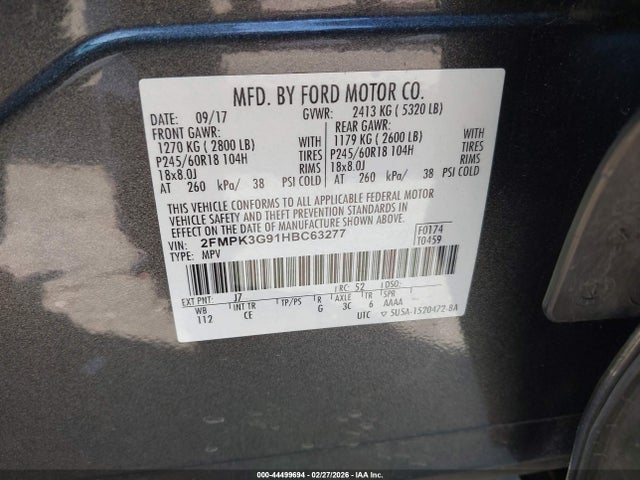 MFD. BY FORD MOTOR CO.
DATE: 09/17 GVWR: 2413 KG ( 5320 LB)
FRONT GAWR: REAR GAWR:
1270 KG ( 2800 LB) WITH 1179 KG ( 2600 LB) WITH
P245/60R18 104H TIRES P245/60R18 104H TIRES
18x8.0J RIMS 18x8.0J RIMS
AT 260 kPa/ 38 PSI COLD AT 260 kPa/ 38 PSI COLD
THIS VEHICLE CONFORMS TO ALL APPLICABLE FEDERAL MOTOR
VEHICLE SAFETY AND THEFT PREVENTION STANDARDS IN
EFFECT ON THE DATE OF MANUFACTURE SHOWN ABOVE.
VIN: 2FMPK3G91HBC63277 F0174
TYPE: MPV T0459
EXT PNT: J7 RC: 52 DSO:
WB INT TR TP/PS R AXLE TR SPR
112 CE G 3C 6 AAAA
UTC ▽ SUSA-1520472-BA
000-44499694 - 02/27/2026 - IAA Inc.